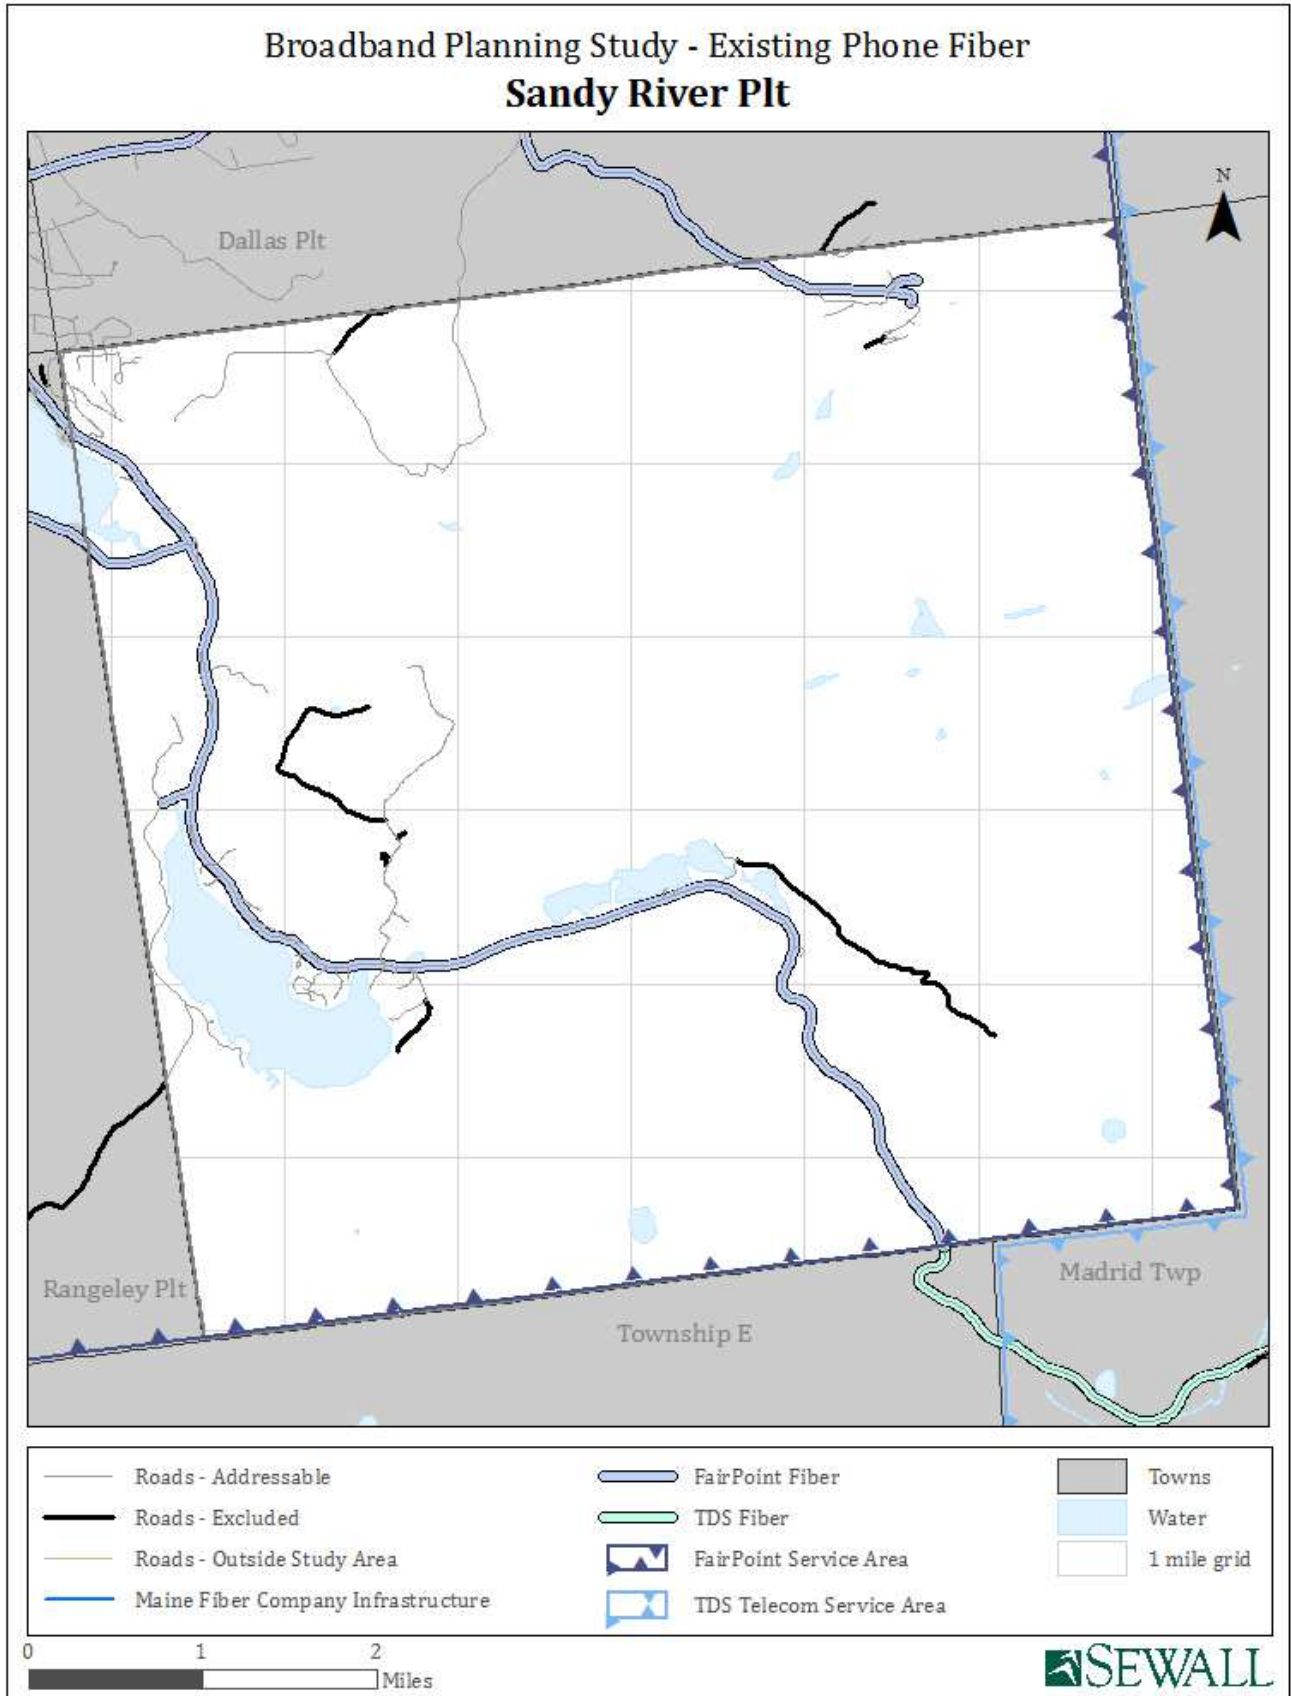 Broadband Planning Study - Existing Phone Fiber
Sandy River Plt
N
Dallas Plt
Rangeley Plt
Madrid Twp
Township E
Roads - Addressable
Roads - Excluded
Roads - Outside Study Area
Maine Fiber Company Infrastructure
FairPoint Fiber
TDS Fiber
FairPoint Service Area
TDS Telecom Service Area
Towns
Water
1 mile grid
0 1 2
Miles
SEWALL